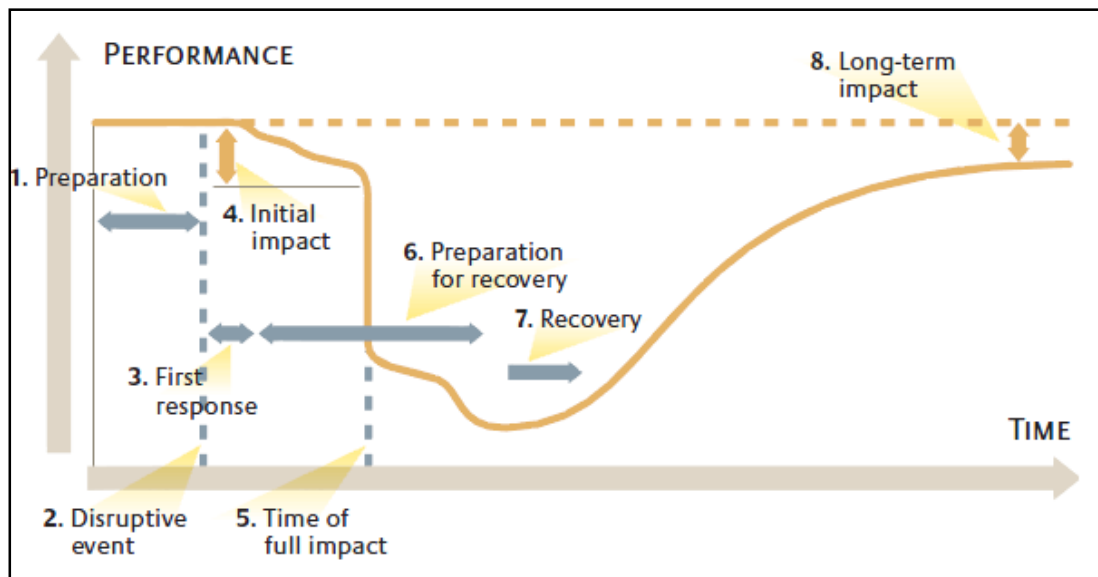 PERFORMANCE
8. Long-term
impact
1. Preparation
4. Initial
impact
6. Preparation
for recovery
7. Recovery
3. First
response
TIME
2. Disruptive
event
5. Time of
full impact